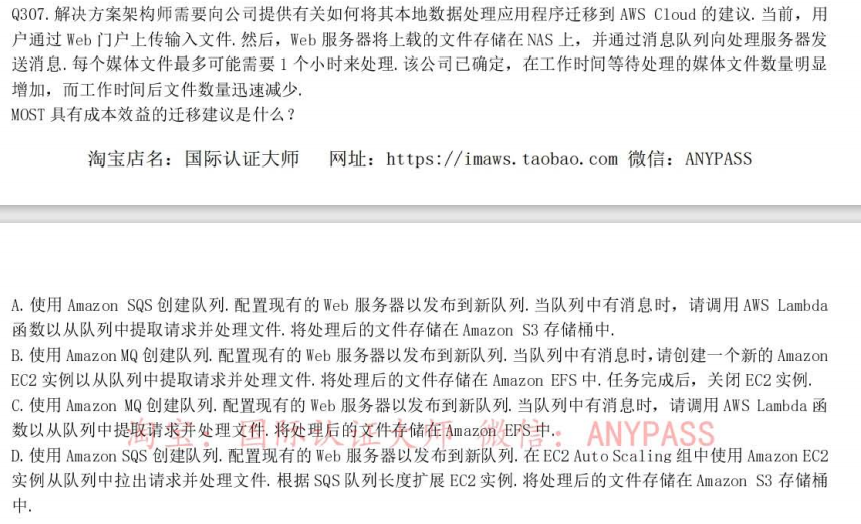 Q307.解决方案架构师需要向公司提供有关如何将其本地数据处理应用程序迁移到 AWS Cloud 的建议.当前，用
户通过 Web 门户上传输入文件.然后，Web 服务器将上载的文件存储在 NAS 上，并通过消息队列向处理服务器发
送消息.每个媒体文件最多可能需要 1 个小时来处理.该公司已确定，在工作时间等待处理的媒体文件数量明显
增加，而工作时间后文件数量迅速减少.
MOST 具有成本效益的迁移建议是什么？
淘宝店名：国际认证大师 网址：https://imaws.taobao.com 微信：ANYPASS
A.使用 Amazon SQS 创建队列.配置现有的 Web 服务器以发布到新队列.当队列中有消息时，请调用 AWS Lambda
函数以从队列中提取请求并处理文件.将处理后的文件存储在 Amazon S3 存储桶中.
B.使用 Amazon MQ 创建队列.配置现有的 Web 服务器以发布到新队列.当队列中有消息时,请创建一个新的 Amazon
EC2 实例以从队列中提取请求并处理文件.将处理后的文件存储在 Amazon EFS 中.任务完成后，关闭 EC2 实例.
C.使用 Amazon MQ 创建队列.配置现有的 Web 服务器以发布到新队列.当队列中有消息时，请调用 AWS Lambda 函
数以从队列中提取请求并处理文件.将处理后的文件存储在 Amazon EFS 中.
淘宝：国际认证大师 微信：ANYPASS
D.使用 Amazon SQS 创建队列.配置现有的 Web 服务器以发布到新队列.在 EC2 Auto Scaling 组中使用 Amazon EC2
实例从队列中拉出请求并处理文件.根据 SQS 队列长度扩展 EC2 实例.将处理后的文件存储在 Amazon S3 存储桶
中.